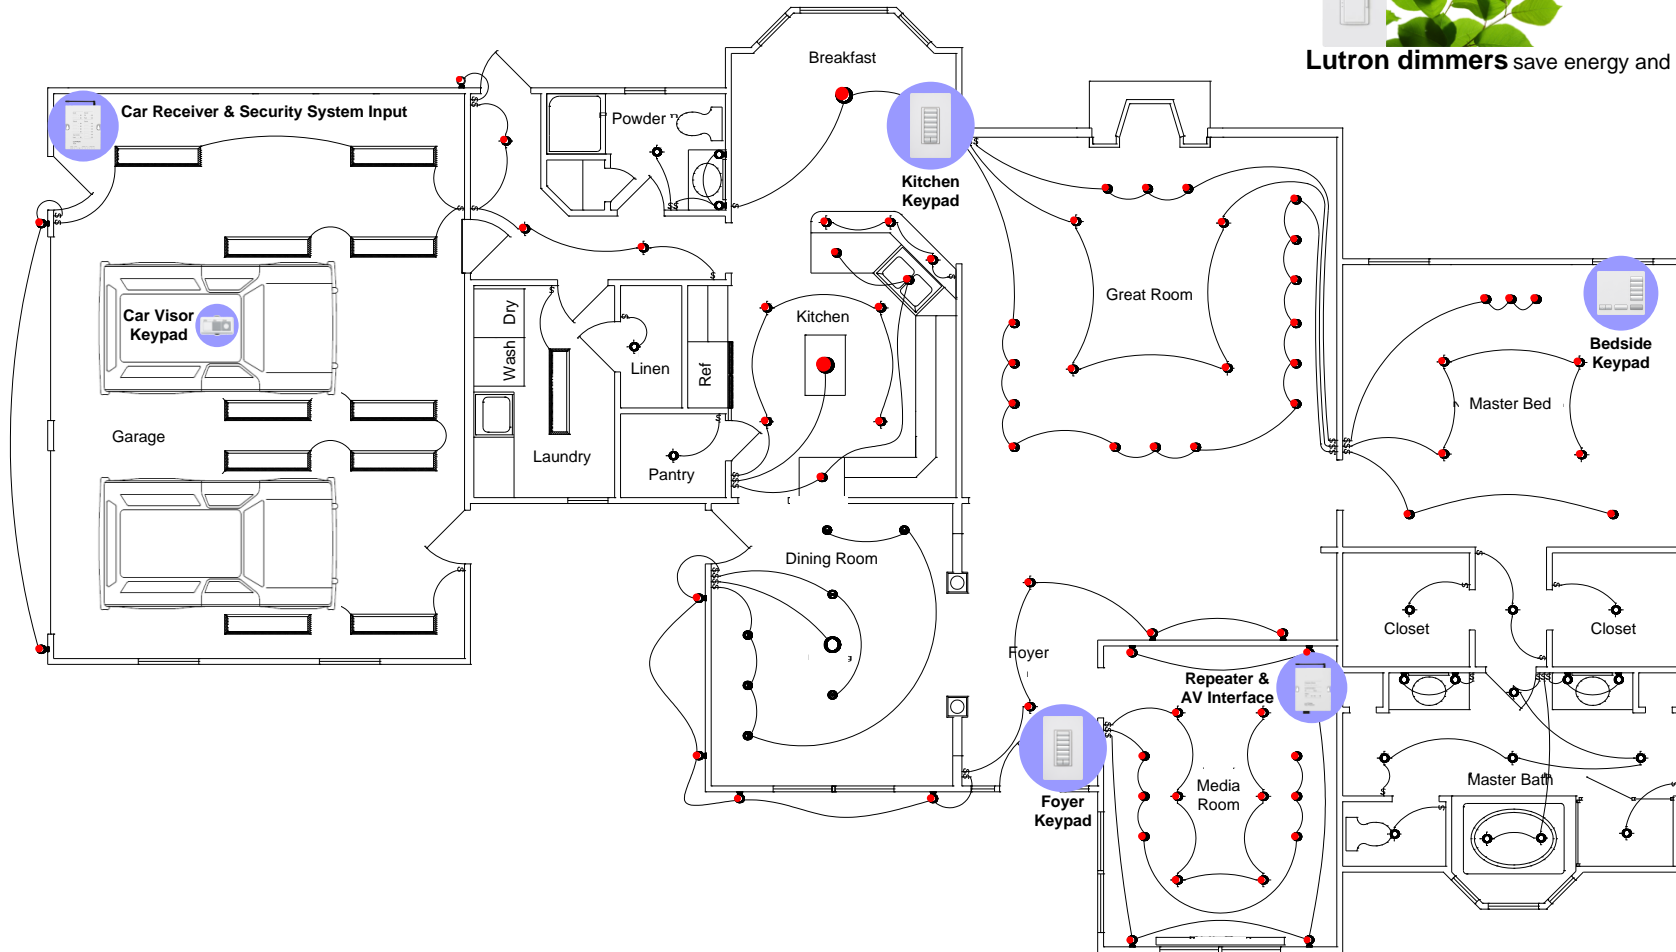 Lutron dimmers save energy and
Breakfast
Car Receiver & Security System Input
Powder
Kitchen
Keypad
Great Room
Bedside
Keypad
Car Visor
Keypad
Kitchen
Dry
Wash
Linen
Ref
Master Bed
Garage
Laundry
Pantry
Dining Room
Closet
Closet
Foyer
Repeater &
AV Interface
Media
Room
Master Bath
Foyer
Keypad